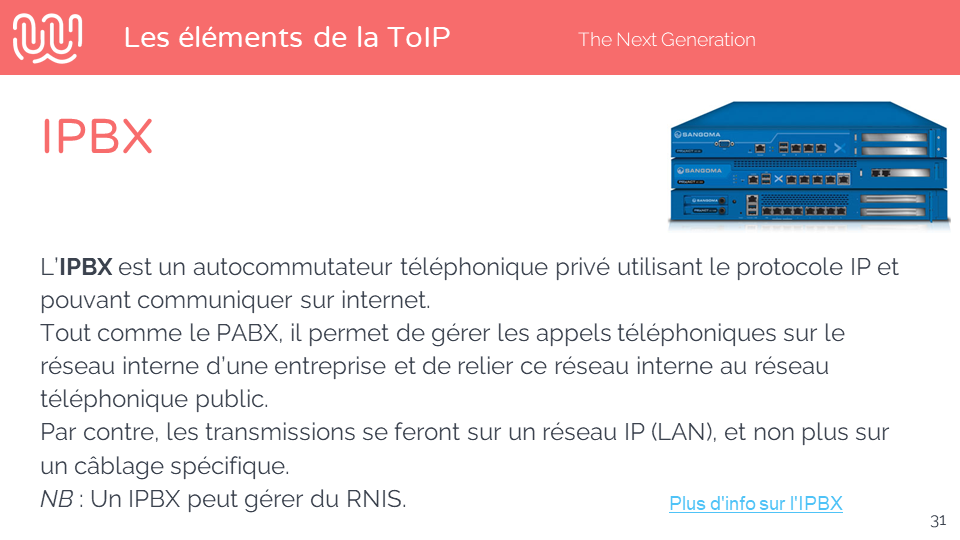 Les éléments de la ToIP
The Next Generation
IPBX
SANGOMA
SANGOMA
SANGOMA
L'IPBX est un autocommutateur téléphonique privé utilisant le protocole IP et
pouvant communiquer sur internet.
Tout comme le PABX, il permet de gérer les appels téléphoniques sur le
réseau interne d'une entreprise et de relier ce réseau interne au réseau
téléphonique public.
Par contre, les transmissions se feront sur un réseau IP (LAN), et non plus sur
un câblage spécifique.
NB : Un IPBX peut gérer du RNIS.
Plus d'info sur l'IPBX
31